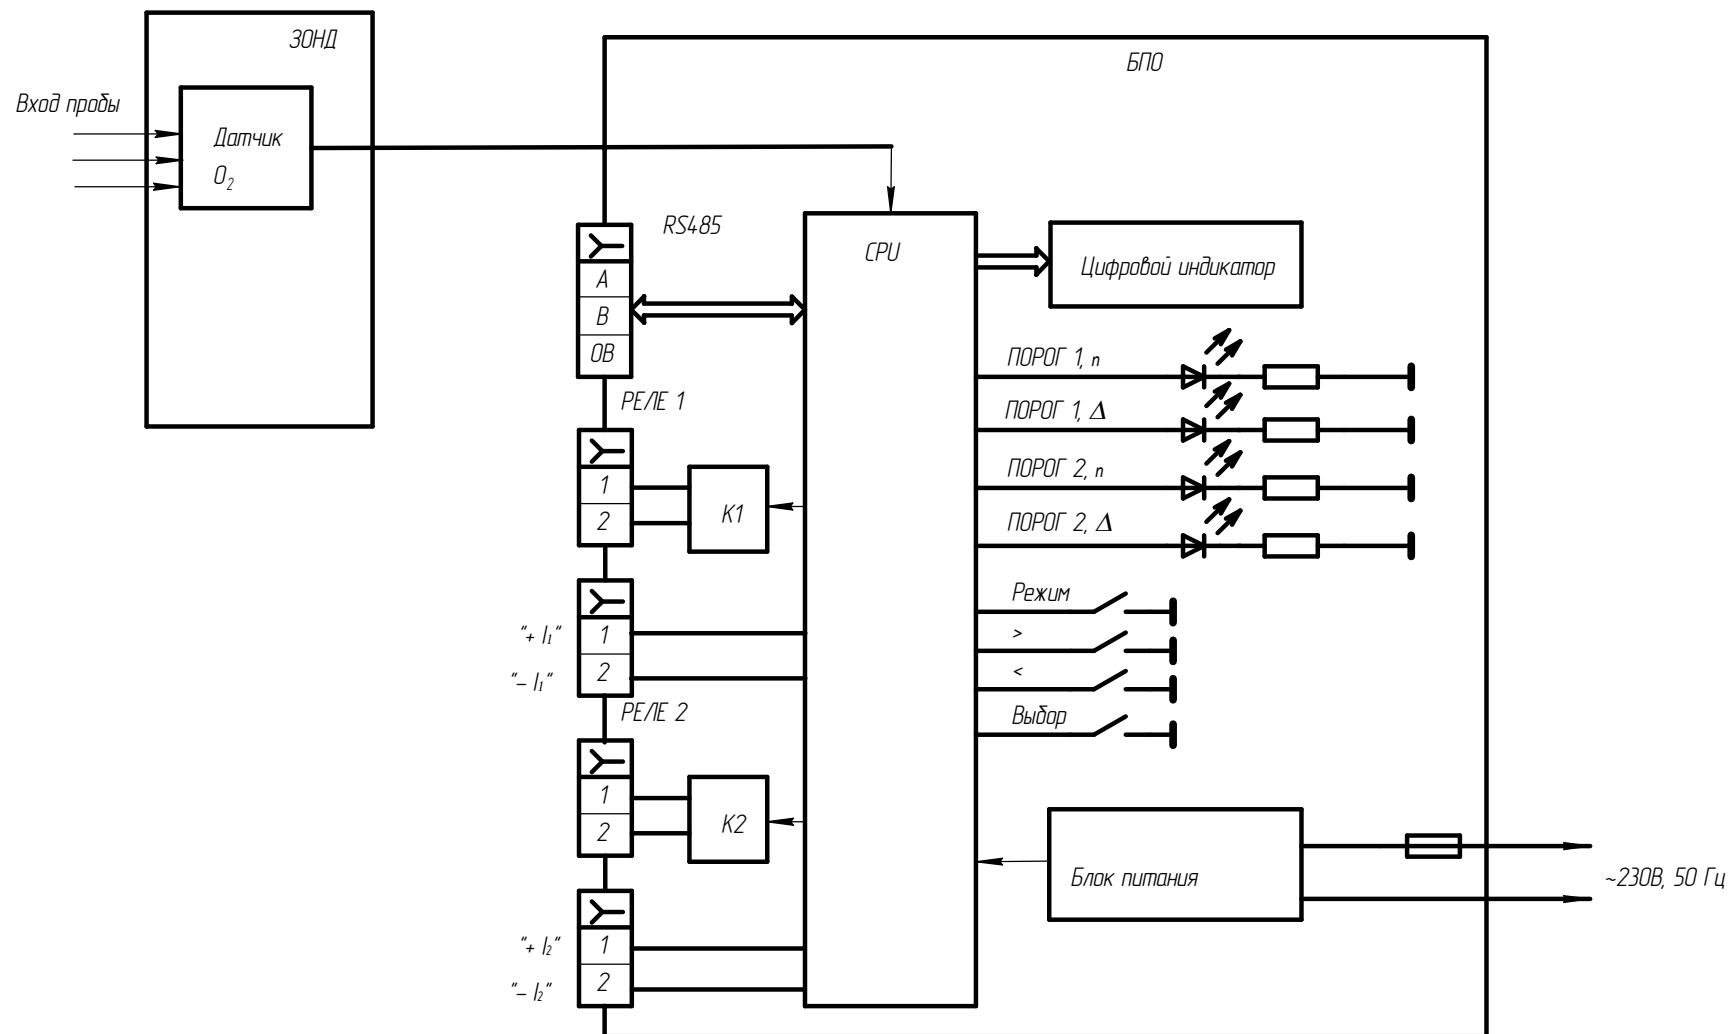 ЗОНД
БПО
Вход пробы
Датчик
O₂
RS485
CPU
Цифровой индикатор
A
B
0B
ПОРОГ 1, п
ПОРОГ 1, Δ
ПОРОГ 2, п
ПОРОГ 2, Δ
РЕЛЕ 1
1
2
K1
"+ I₁"
1
"– I₁"
2
РЕЛЕ 2
1
2
K2
"+ I₂"
1
"– I₂"
2
Режим
>
<
Выбор
Блок питания
~230В, 50 Гц